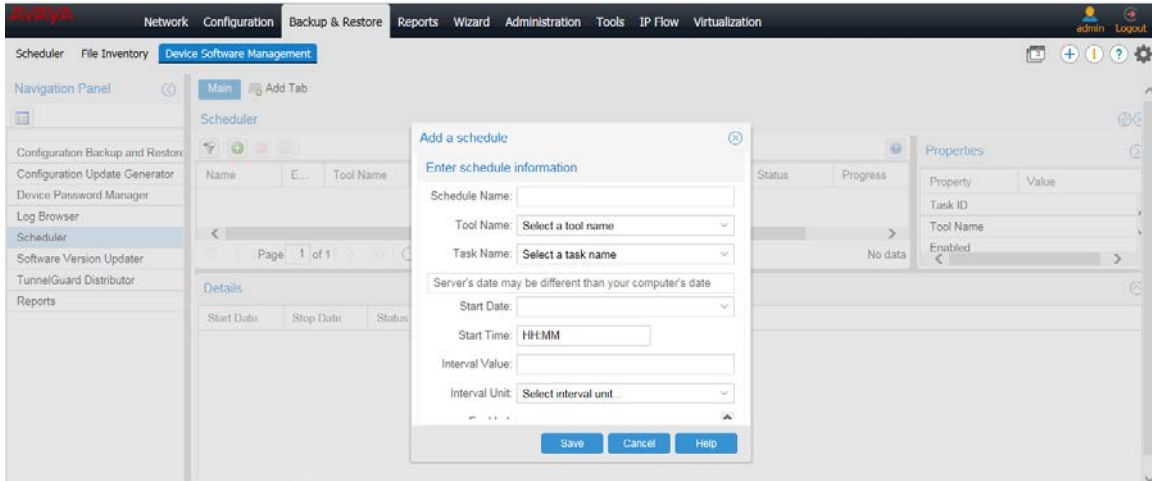 AVAYA
Network Configuration Backup & Restore Reports Wizard Administration Tools IP Flow Virtualization
admin Logout
Scheduler File Inventory Device Software Management
Navigation Panel
Main Add Tab
Scheduler
Configuration Backup and Restore
Configuration Update Generator
Device Password Manager
Log Browser
Scheduler
Software Version Updater
TunnelGuard Distributor
Reports
Name E... Tool Name Status Progress
Page 1 of 1 No data
Properties
Property Value
Task ID
Tool Name
Enabled
Details
Start Date Stop Date Status
Add a schedule
Enter schedule information
Schedule Name:
Tool Name: Select a tool name
Task Name: Select a task name
Server's date may be different than your computer's date
Start Date:
Start Time: HH:MM
Interval Value:
Interval Unit: Select interval unit...
Save Cancel Help